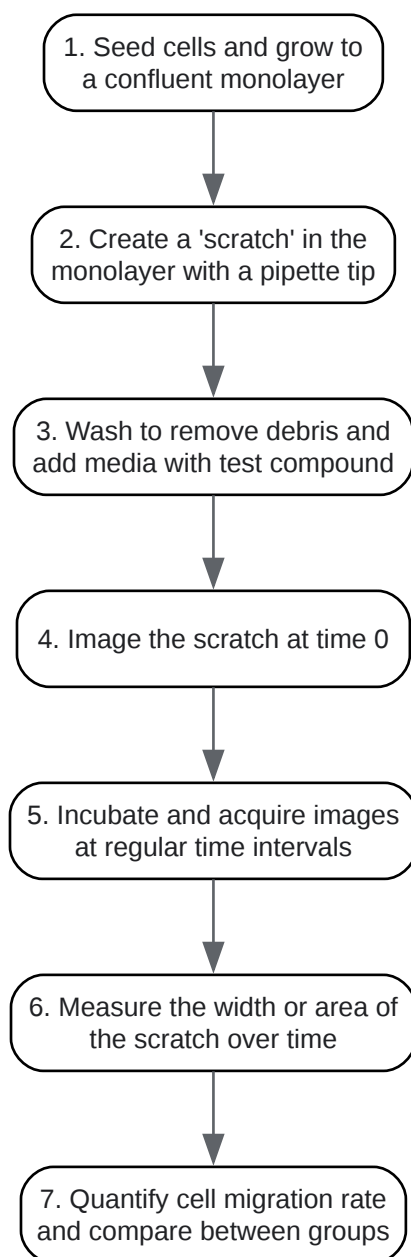 1. Seed cells and grow to
a confluent monolayer
2. Create a 'scratch' in the
monolayer with a pipette tip
3. Wash to remove debris and
add media with test compound
4. Image the scratch at time 0
5. Incubate and acquire images
at regular time intervals
6. Measure the width or area of
the scratch over time
7. Quantify cell migration rate
and compare between groups